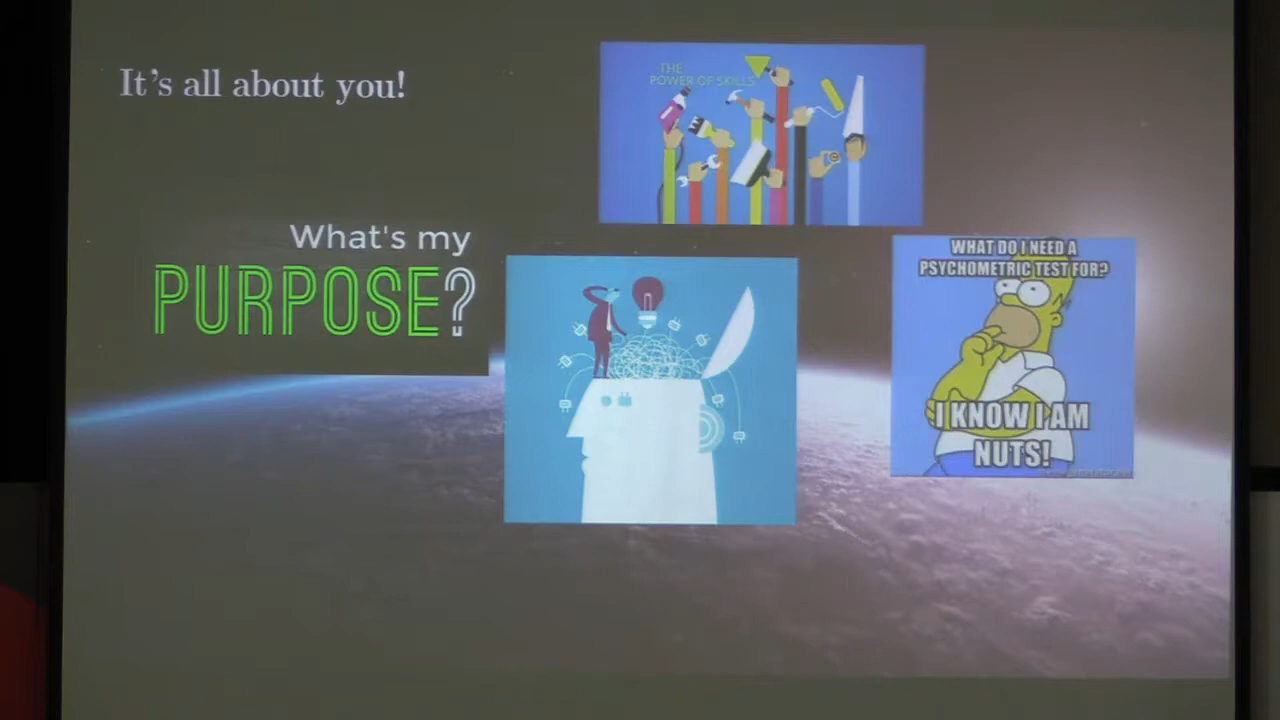 It's all about you!
THE
POWER OF SKILLS
What's my
PURPOSE?
WHAT DO I NEED A
PSYCHOMETRIC TEST FOR?
I KNOW I AM
NUTS!